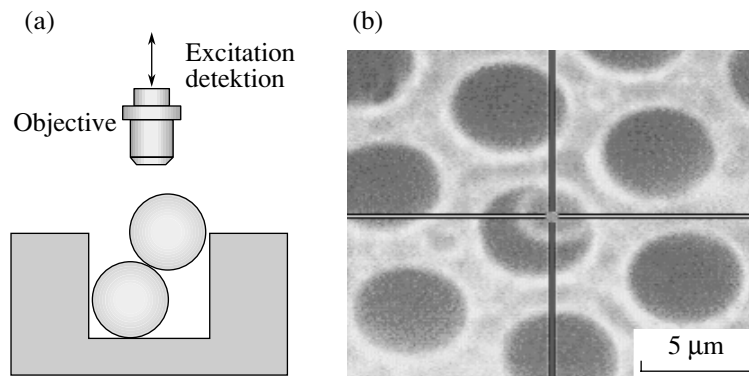 (a)
Excitation
detektion
Objective
(b)
5 μm